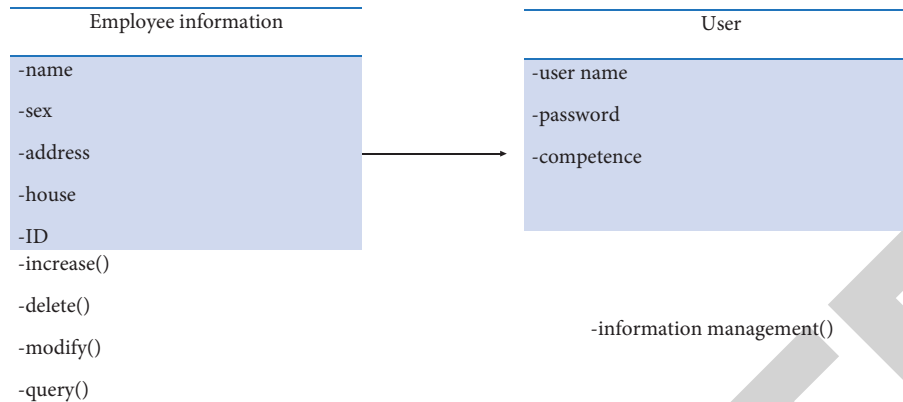 Employee information
-name
-sex
-address
-house
-ID
-increase()
-delete()
-modify()
-query()
User
-user name
-password
-competence
-information management()